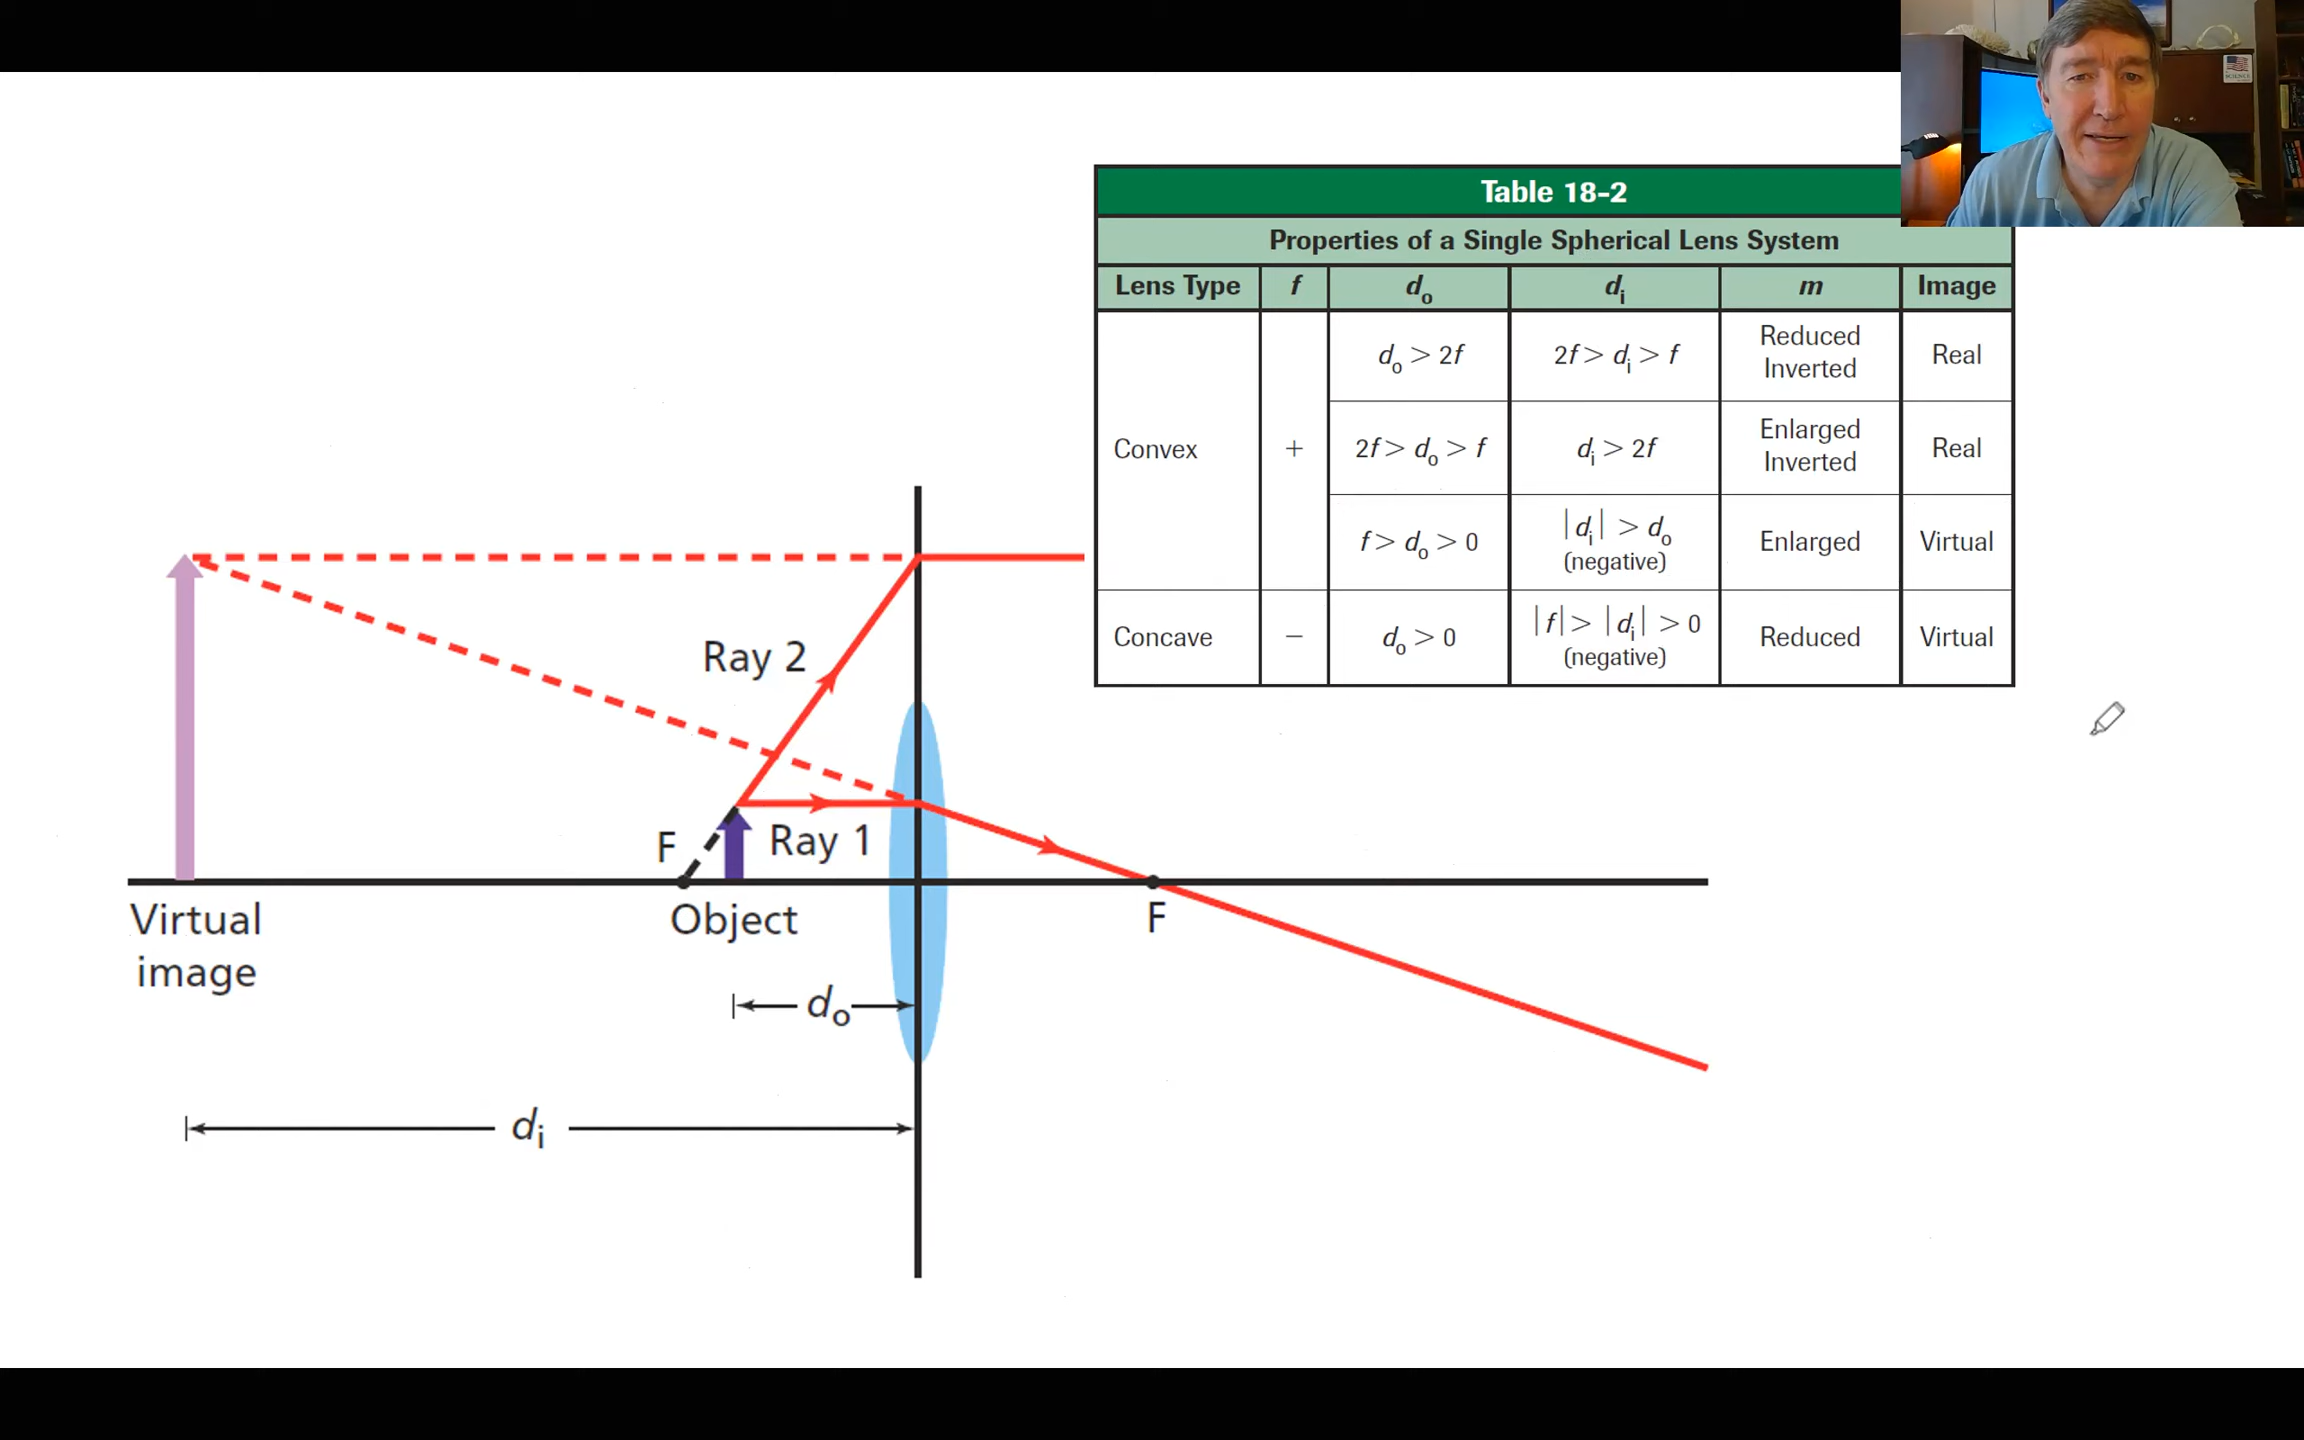 Table 18-2
Properties of a Single Spherical Lens System
Lens Type f dₒ dᵢ m Image
Convex +
dₒ > 2f 2f > dᵢ > f Reduced Inverted Real
2f > dₒ > f dᵢ > 2f Enlarged Inverted Real
f > dₒ > 0 |dᵢ| > dₒ (negative) Enlarged Virtual
Concave − dₒ > 0 |f| > |dᵢ| > 0 (negative) Reduced Virtual
Ray 2
F
Ray 1
Virtual
image
Object
F
dₒ
dᵢ
SCIENCE